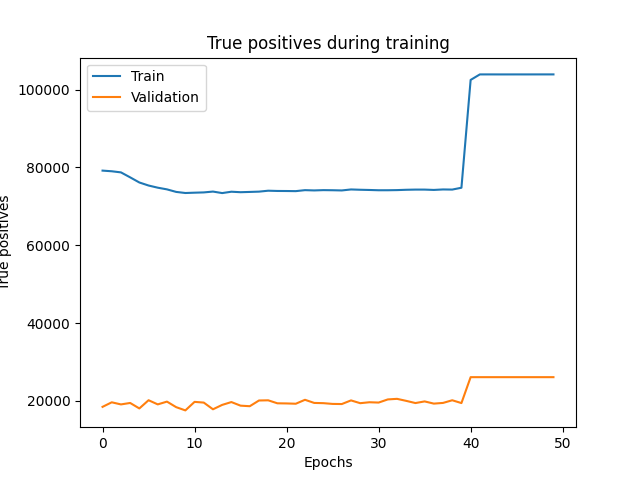 True positives during training
Train
Validation
True positives
100000
80000
60000
40000
20000
0
10
20
30
40
50
Epochs